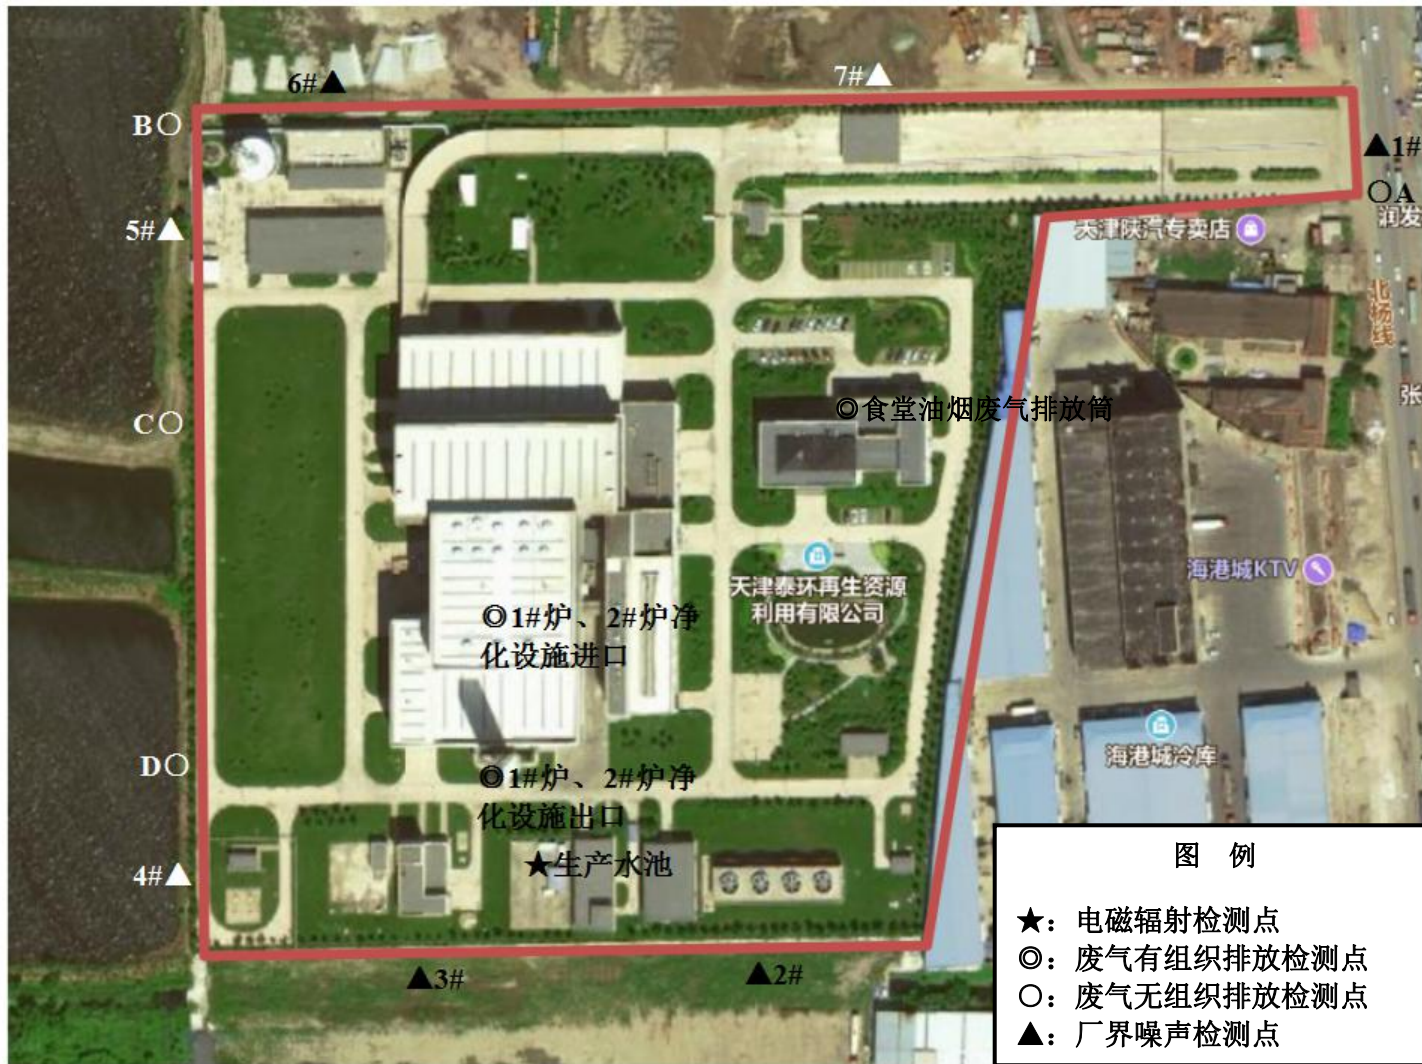 6#▲
7#▲
B○
▲1#
○A
润发
5#▲
天津陕汽专卖店
北杨线
张
◎食堂油烟废气排放筒
C○
海港城KTV
天津泰环再生资源
利用有限公司
◎1#炉、2#炉净
化设施进口
海港城冷库
D○
◎1#炉、2#炉净
化设施出口
★生产水池
4#▲
▲3#
▲2#
图 例
★：电磁辐射检测点
◎：废气有组织排放检测点
○：废气无组织排放检测点
▲：厂界噪声检测点